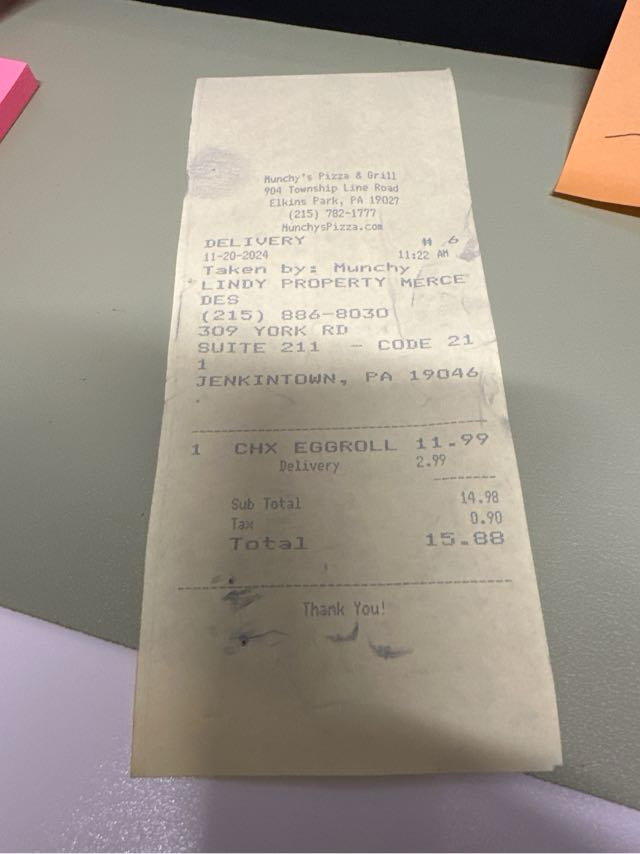 Munchy's Pizza & Grill
904 Township Line Road
Elkins Park, PA 19027
(215) 782-1777
MunchysPizza.com
DELIVERY # 6
11-20-2024 11:22 AM
Taken by: Munchy
LINDY PROPERTY MERCE
DES
(215) 886-8030
309 YORK RD
SUITE 211 - CODE 21
1
JENKINTOWN, PA 19046
1 CHX EGGROLL 11.99
Delivery 2.99
Sub Total 14.98
Tax 0.90
Total 15.88
Thank You!